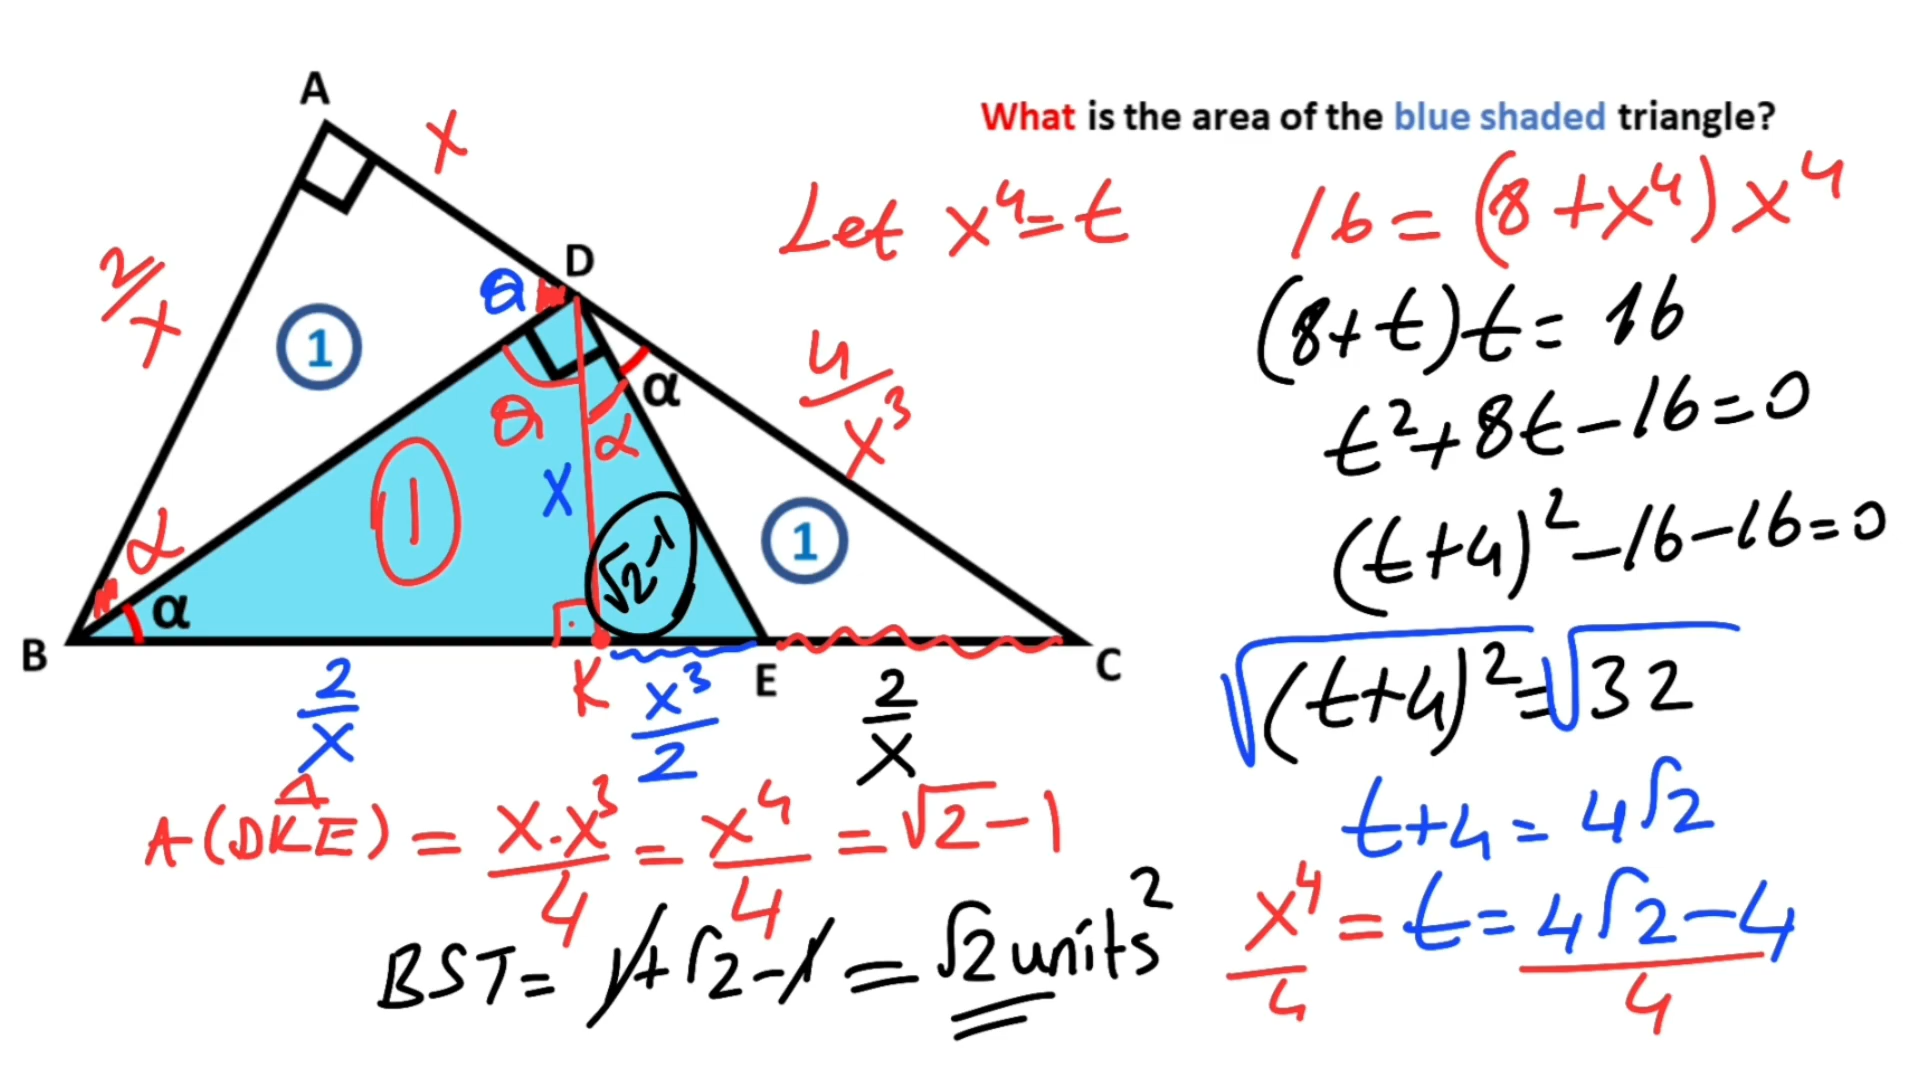 What is the area of the blue shaded triangle?
A
x
D
2/x
1
θ
α
θ
α
4/x³
1
x
√2-1
1
α
α
B
K
E
C
2/x
x³/2
2/x
Let x⁴=t
16=(8+x⁴)x⁴
(8+t)t=16
t²+8t-16=0
(t+4)²-16-16=0
√(t+4)²=√32
t+4=4√2
x⁴/4=t=4√2-4/4
A(DKE)=x.x³/4=x⁴/4=√2-1
BST=1+√2-1=√2units²